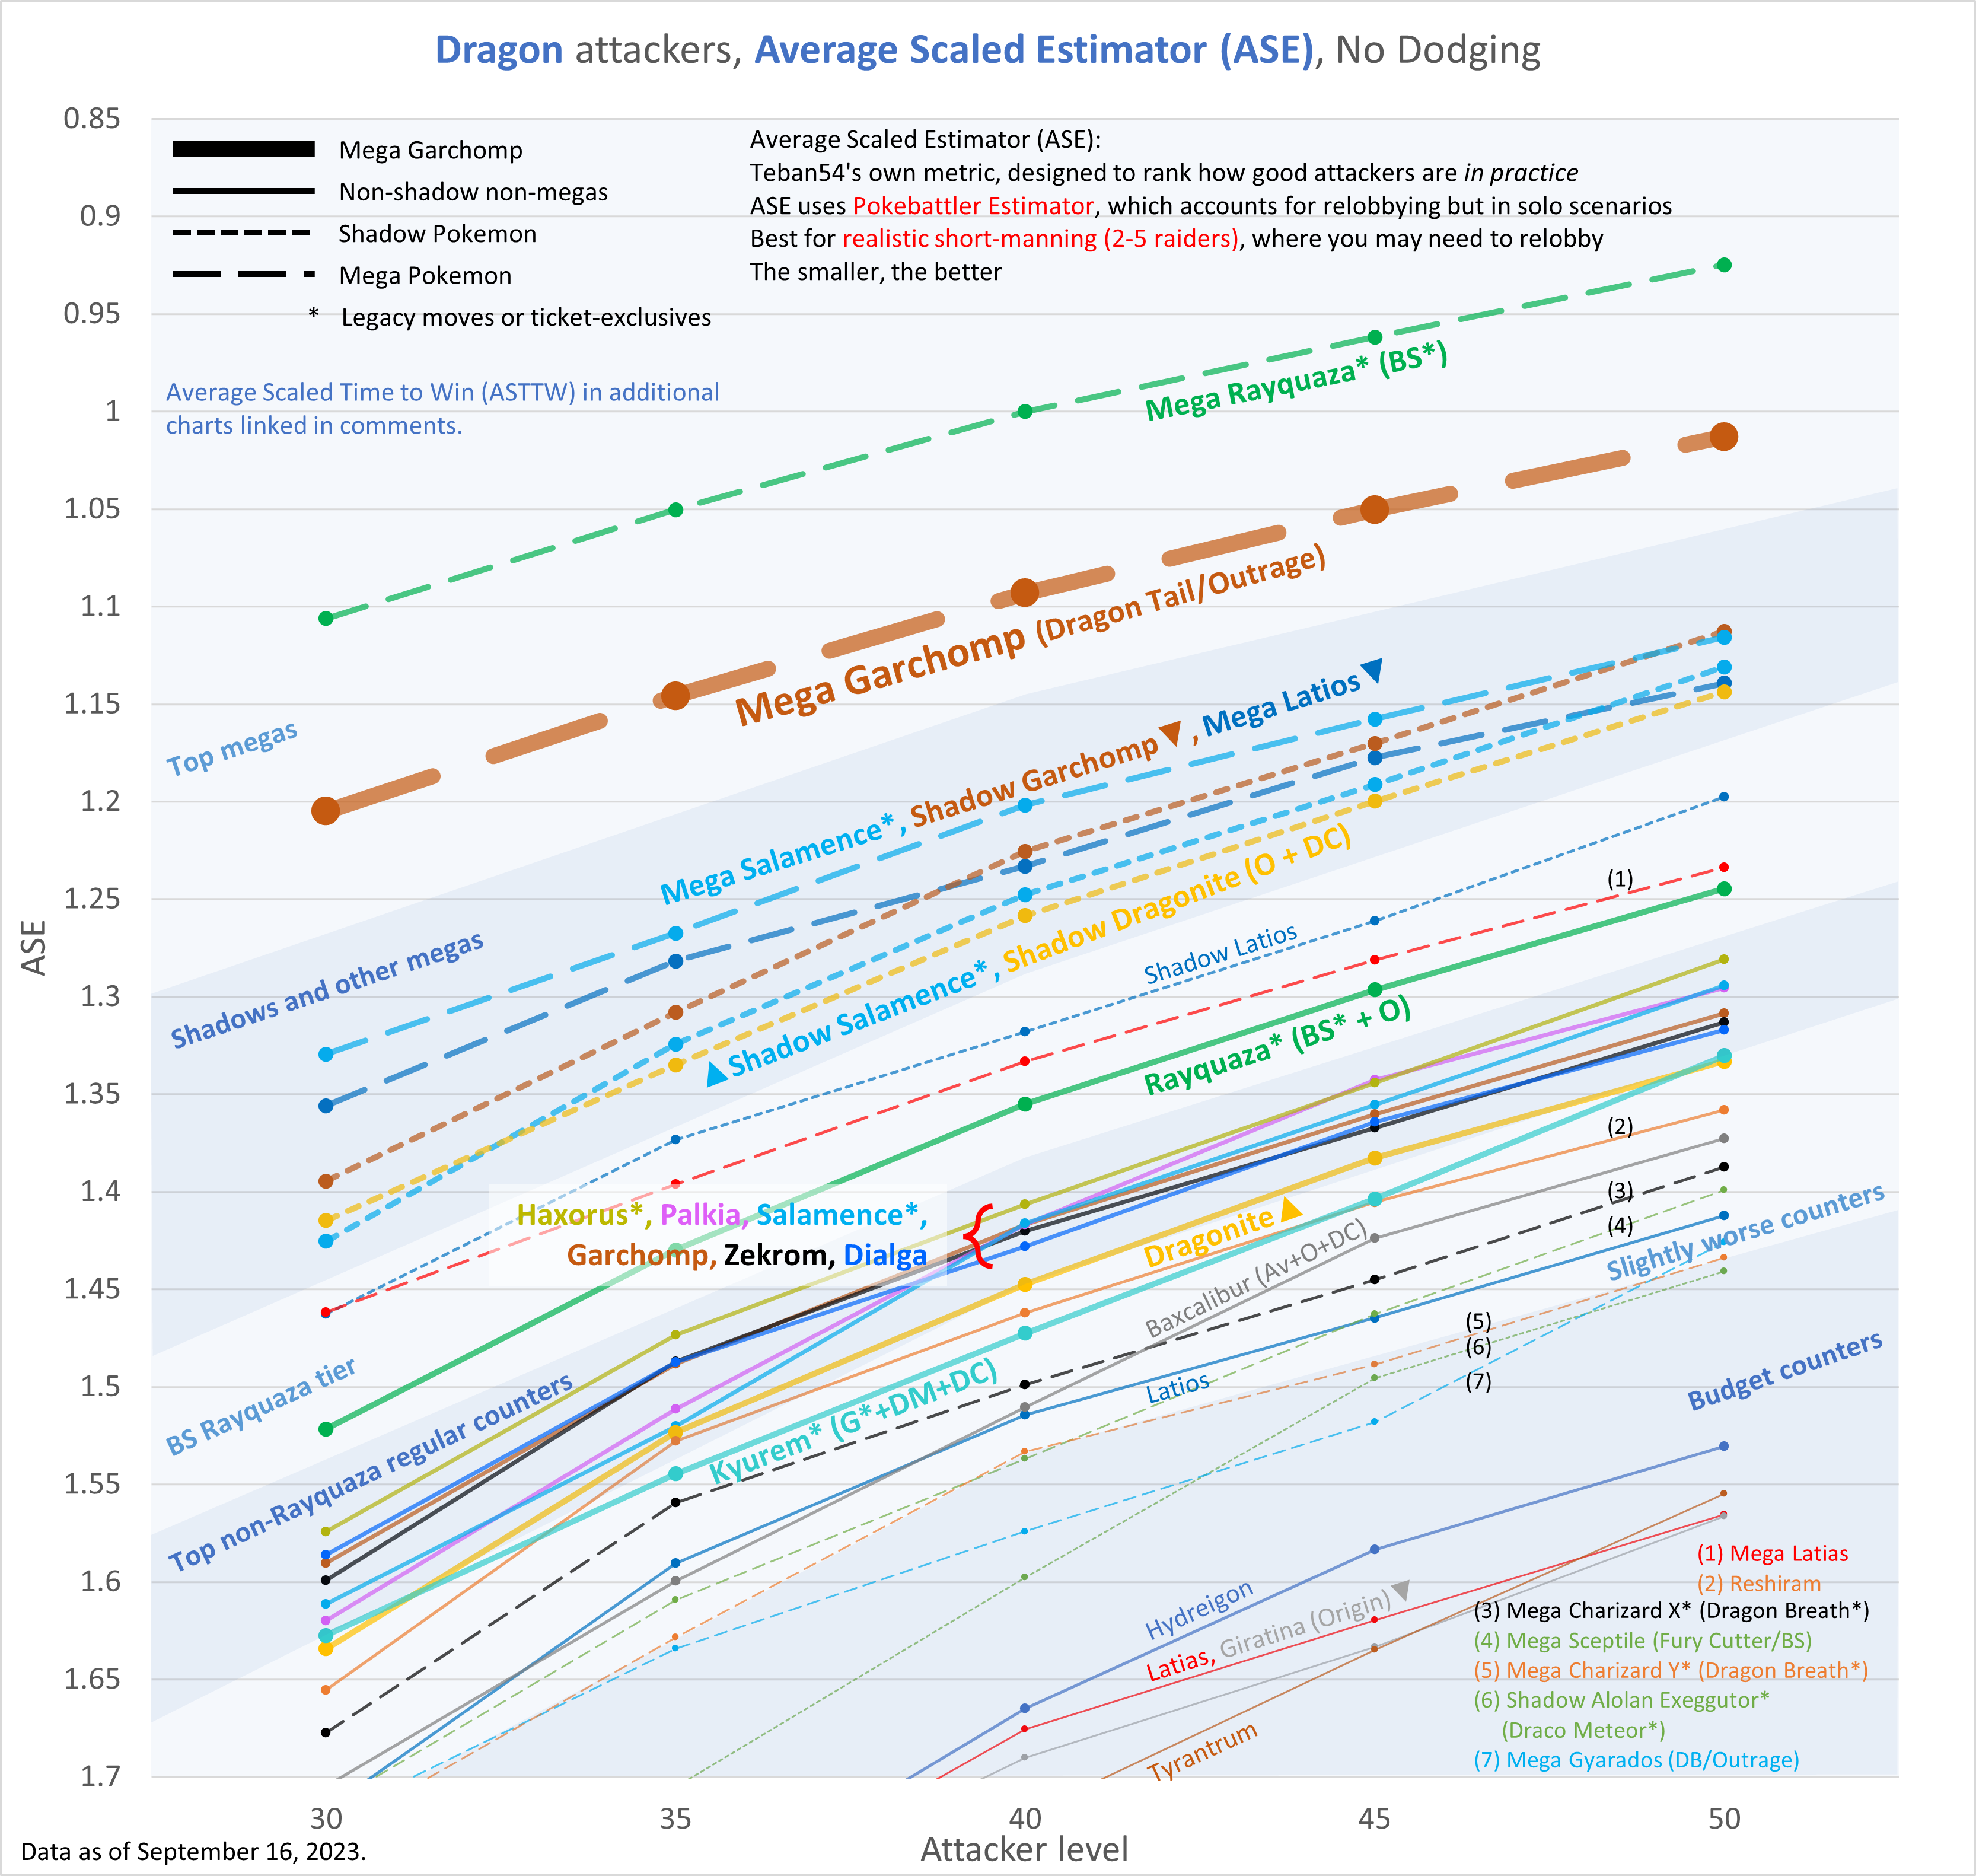 Dragon attackers, Average Scaled Estimator (ASE), No Dodging
0.85
0.9
0.95
1
1.05
1.1
1.15
1.2
1.25
1.3
1.35
1.4
1.45
1.5
1.55
1.6
1.65
1.7
ASE
Mega Garchomp
Non-shadow non-megas
Shadow Pokemon
Mega Pokemon
* Legacy moves or ticket-exclusives
Average Scaled Estimator (ASE):
Teban54's own metric, designed to rank how good attackers are in practice
ASE uses Pokebattler Estimator, which accounts for relobbying but in solo scenarios
Best for realistic short-manning (2-5 raiders), where you may need to relobby
The smaller, the better
Average Scaled Time to Win (ASTTW) in additional
charts linked in comments.
Mega Rayquaza* (BS*)
Mega Garchomp (Dragon Tail/Outrage)
Top megas
Mega Salamence*, Shadow Garchomp▼, Mega Latios▼
Shadows and other megas
▲Shadow Salamence*, Shadow Dragonite (O + DC)
Shadow Latios
(1)
Rayquaza* (BS* + O)
BS Rayquaza tier
Haxorus*, Palkia, Salamence*,
Garchomp, Zekrom, Dialga
Dragonite▲
(2)
(3)
(4)
Slightly worse counters
Baxcalibur (Av+O+DC)
Kyurem* (G*+DM+DC)
Top non-Rayquaza regular counters
Latios
(5)
(6)
(7)
Budget counters
Hydreigon
Latias, Giratina (Origin)▼
Tyrantrum
(1) Mega Latias
(2) Reshiram
(3) Mega Charizard X* (Dragon Breath*)
(4) Mega Sceptile (Fury Cutter/BS)
(5) Mega Charizard Y* (Dragon Breath*)
(6) Shadow Alolan Exeggutor*
(Draco Meteor*)
(7) Mega Gyarados (DB/Outrage)
30
35
40
45
50
Attacker level
Data as of September 16, 2023.